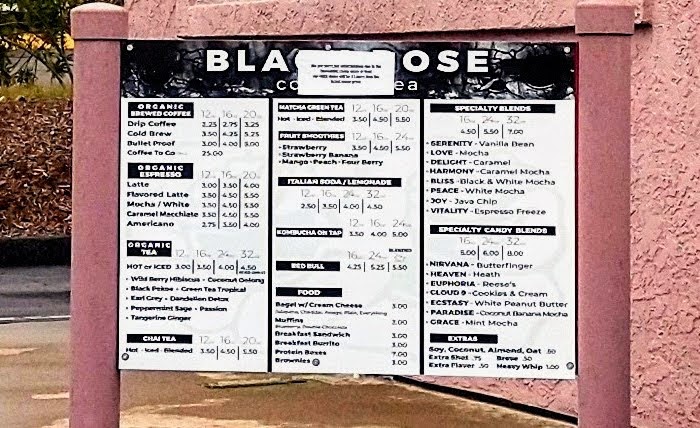 BLA ROSE
co ea
ORGANIC
BREWED COFFEE 12oz 16oz 20oz
Drip Coffee 2.25 2.75 3.25
Cold Brew 3.50 4.25 5.25
Bullet Proof 3.00 4.00
Coffee To Go 25.00
ORGANIC
ESPRESSO 12oz 16oz 20oz
Latte 3.00 3.50 4.00
Flavored Latte 3.50 4.50 5.50
Mocha / White 3.50 4.50 5.50
Caramel Macchiato 3.50 4.50 5.50
Americano 2.75 3.50 4.00
ORGANIC
TEA 12oz 16oz 24oz 32oz
HOT or ICED 3.00 3.50 4.00 4.50
• Wild Berry Hibiscus • Coconut Oolong
• Black Pekoe • Green Tea Tropical
• Earl Grey • Dandelion Detox
• Peppermint Sage • Passion
• Tangerine Ginger
CHAI TEA 12oz 16oz 20oz
Hot - Iced - Blended 3.50 4.50 5.50
MATCHA GREEN TEA 12oz 16oz 20oz
Hot - Iced - Blended 3.50 4.50 5.50
FRUIT SMOOTHIES 12oz 16oz 24oz
• Strawberry 3.50 4.50 5.50
• Strawberry Banana
• Mango • Peach • Four Berry
ITALIAN SODA / LEMONADE
12oz 16oz 24oz 32oz
2.50 3.50 4.00 4.50
KOMBUCHA ON TAP 12oz 16oz 24oz
3.50 4.00 5.00
BLENDED
RED BULL 16oz 24oz
4.25 5.25 5.50
FOOD
Bagel w/ Cream Cheese 3.00
Jalapeno, Cheddar, Asiago, Plain, Everything
Muffins 3.00
Blueberry, Double Chocolate
Breakfast Sandwich 3.00
Breakfast Burrito 3.00
Protein Boxes 7.00
Brownies 3.00
SPECIALTY BLENDS
16oz 24oz 32oz
4.50 5.50 7.00
SERENITY - Vanilla Bean
LOVE - Mocha
DELIGHT - Caramel
HARMONY - Caramel Mocha
BLISS - Black & White Mocha
PEACE - White Mocha
JOY - Java Chip
VITALITY - Espresso Freeze
SPECIALTY CANDY BLENDS
16oz 24oz 32oz
5.00 6.00 8.00
NIRVANA - Butterfinger
HEAVEN - Heath
EUPHORIA - Reese's
CLOUD 9 - Cookies & Cream
ECSTASY - White Peanut Butter
PARADISE - Coconut Banana Mocha
GRACE - Mint Mocha
EXTRAS
Soy, Coconut, Almond, Oat .50
Extra Shot .75 Breve .50
Extra Flavor .50 Heavy Whip 1.00